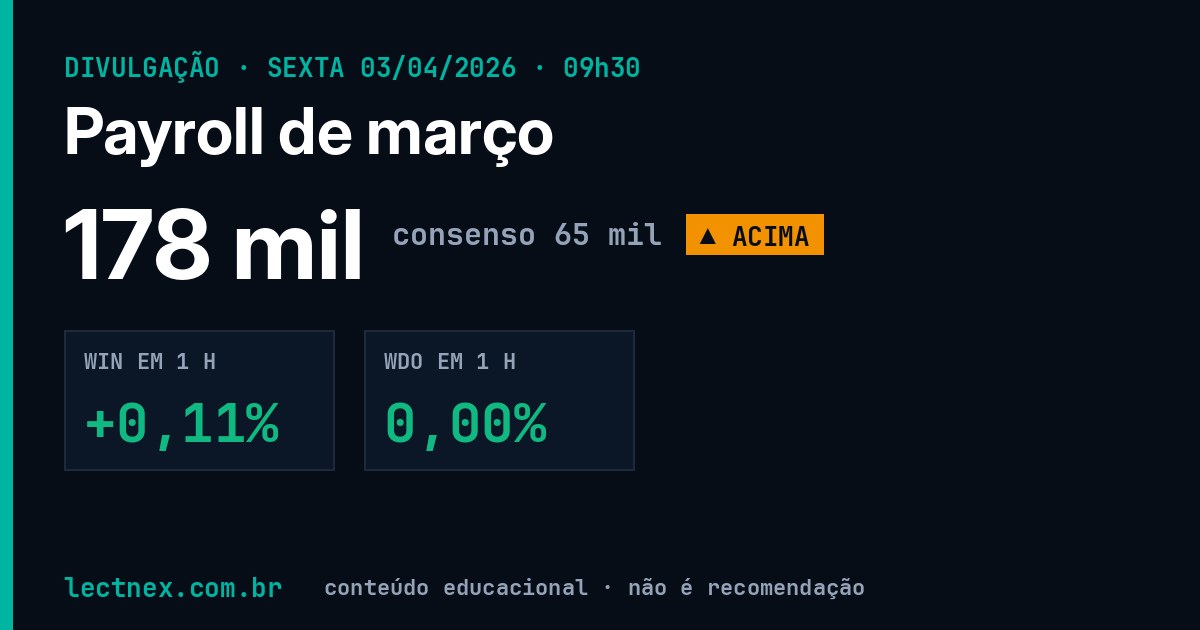 DIVULGAÇÃO · SEXTA 03/04/2026 · 09h30
Payroll de março
178 mil consenso 65 mil ▲ ACIMA
WIN EM 1 H
+0,11%
WDO EM 1 H
0,00%
lectnex.com.br conteúdo educacional · não é recomendação